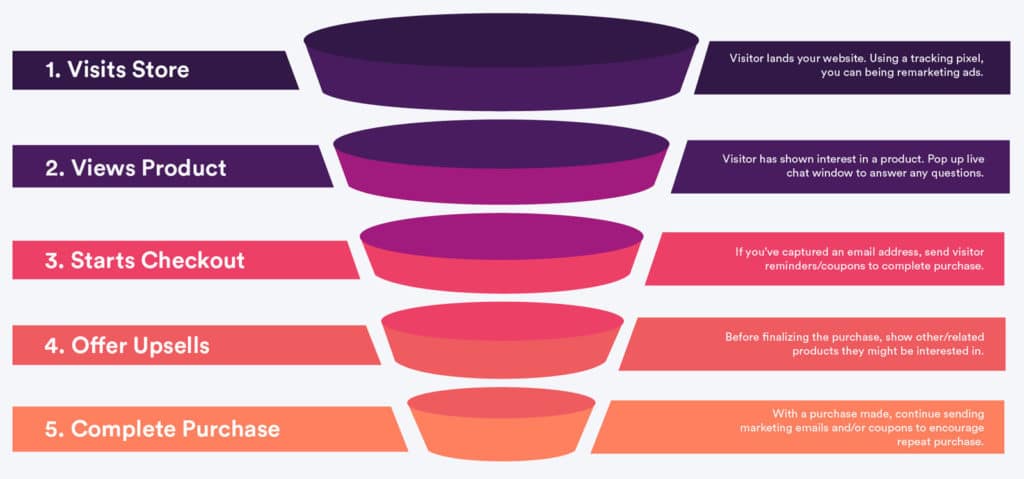 1. Visits Store
Visitor lands your website. Using a tracking pixel,
you can being remarketing ads.
2. Views Product
Visitor has shown interest in a product. Pop up live
chat window to answer any questions.
3. Starts Checkout
If you've captured an email address, send visitor
reminders/coupons to complete purchase.
4. Offer Upsells
Before finalizing the purchase, show other/related
products they might be interested in.
5. Complete Purchase
With a purchase made, continue sending
marketing emails and/or coupons to encourage
repeat purchase.